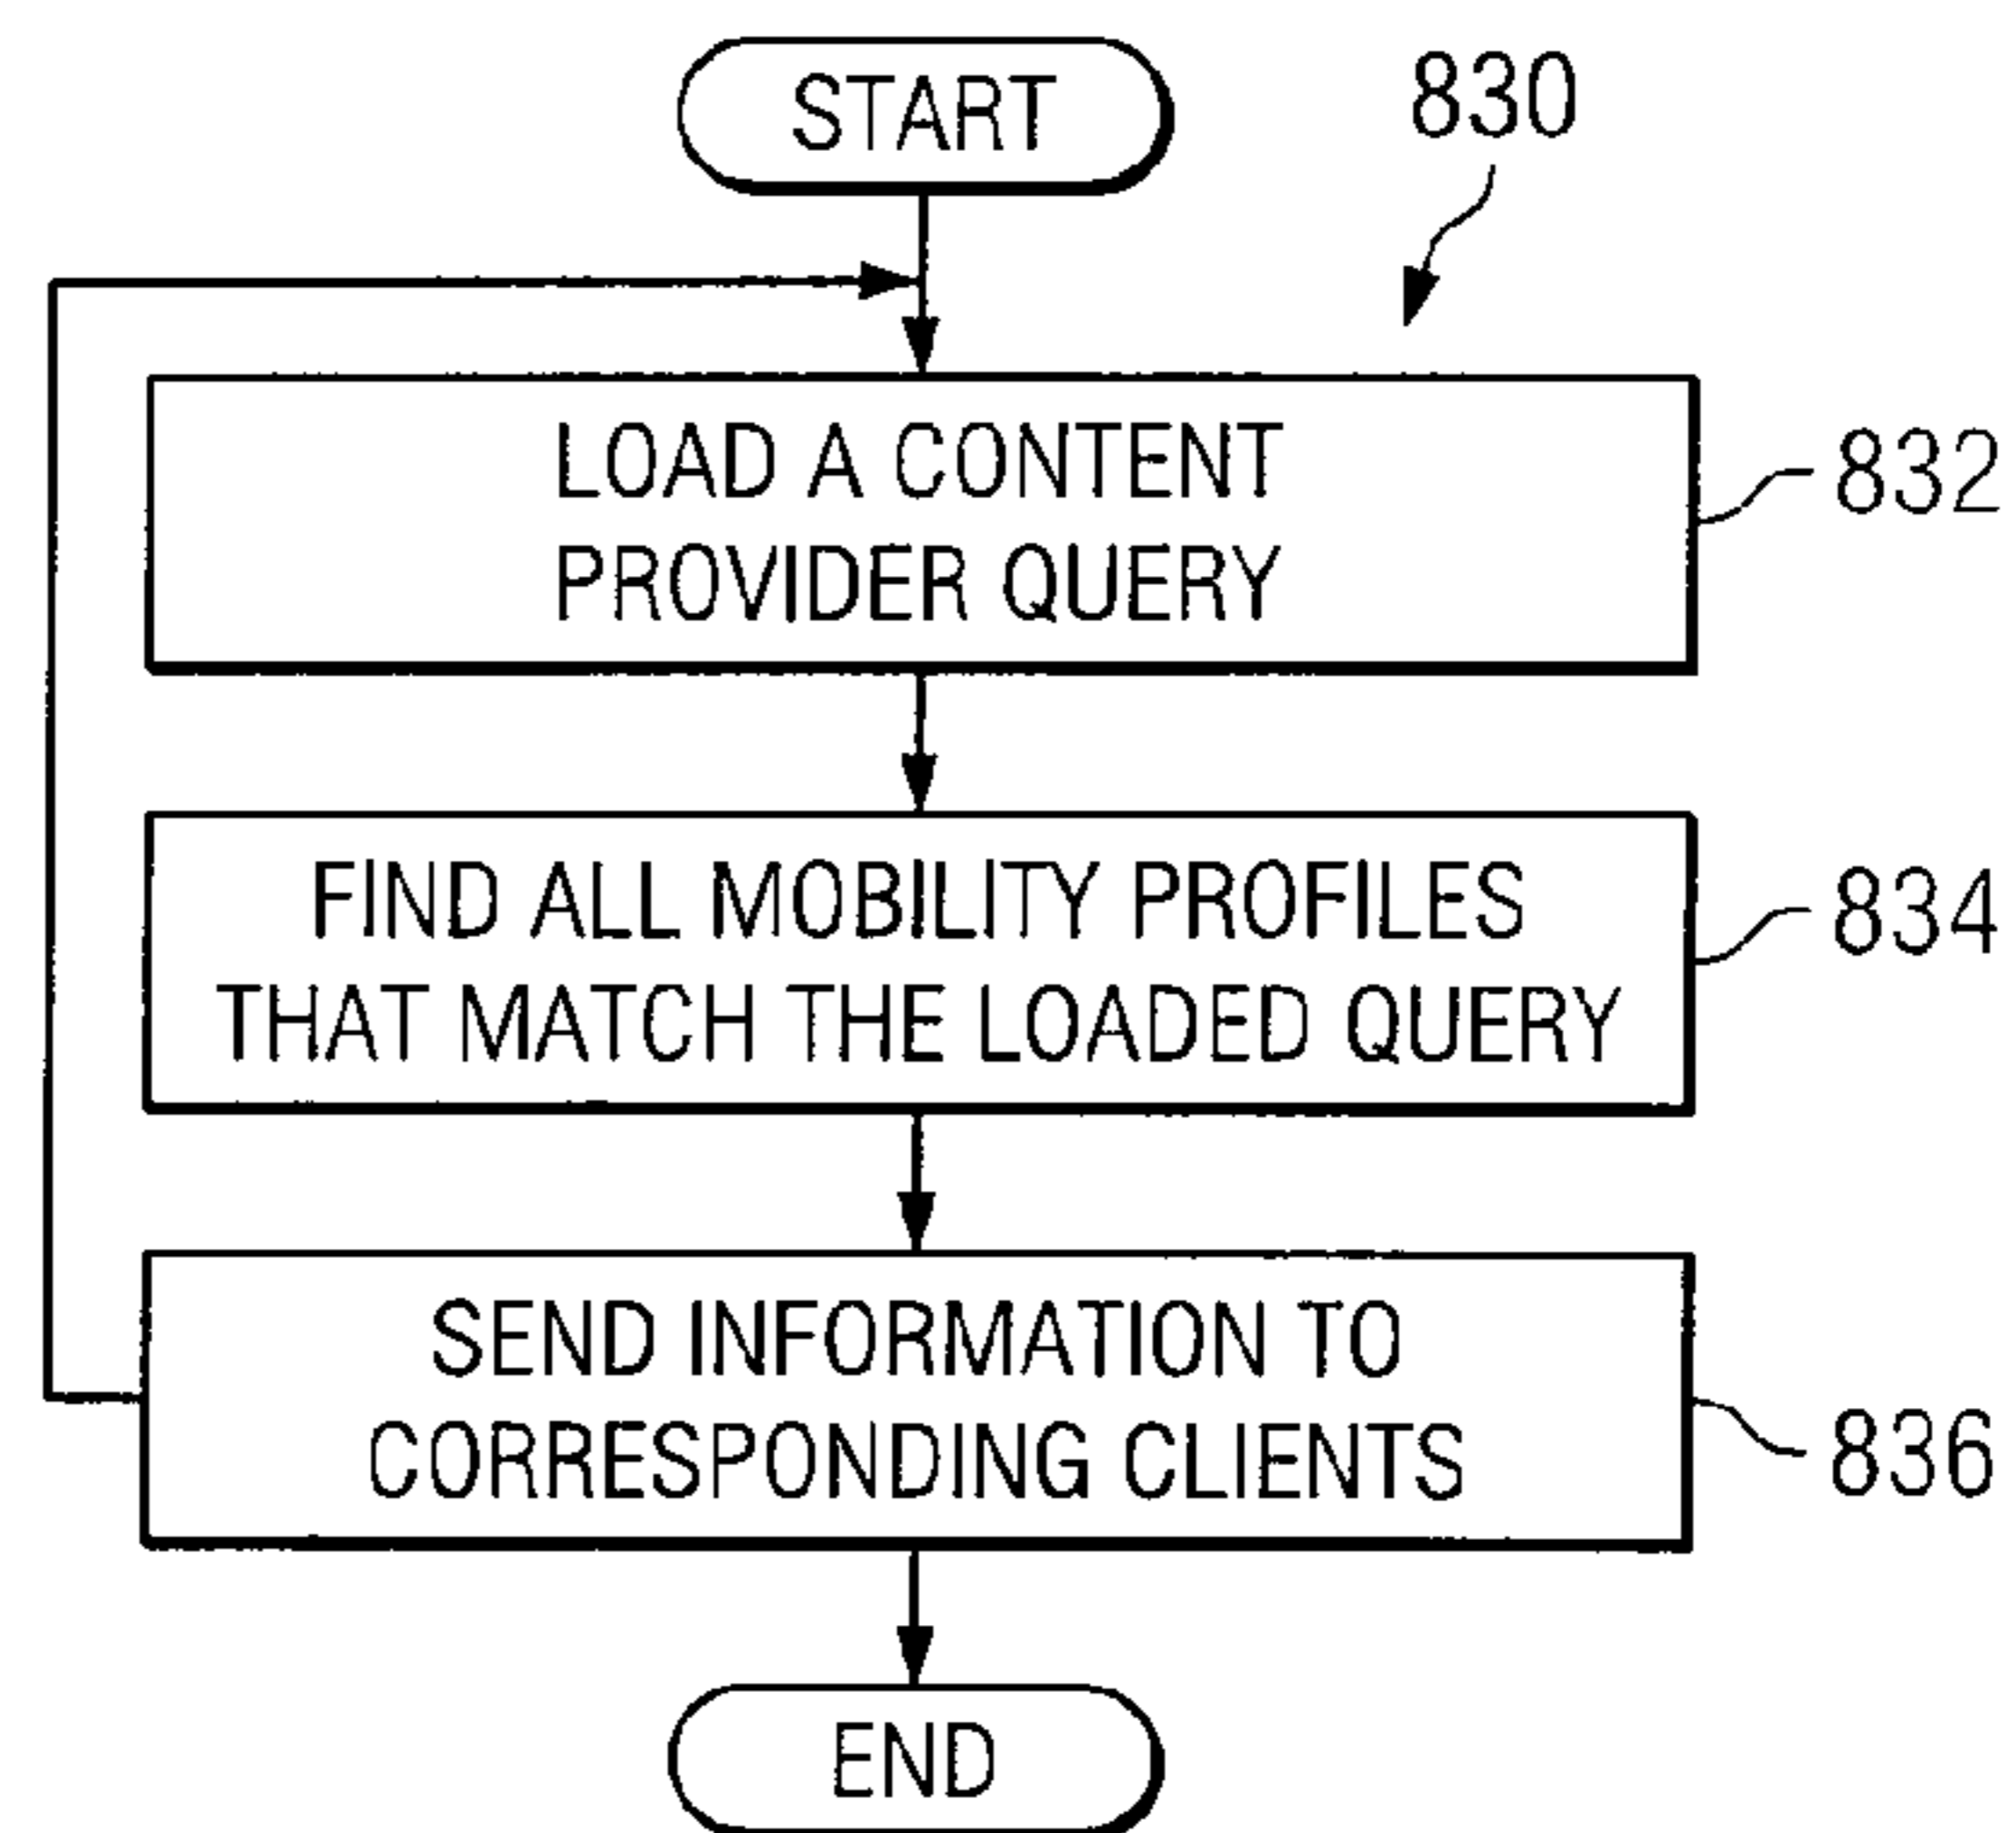 START
830
LOAD A CONTENT
PROVIDER QUERY
832
FIND ALL MOBILITY PROFILES
THAT MATCH THE LOADED QUERY
834
SEND INFORMATION TO
CORRESPONDING CLIENTS
836
END